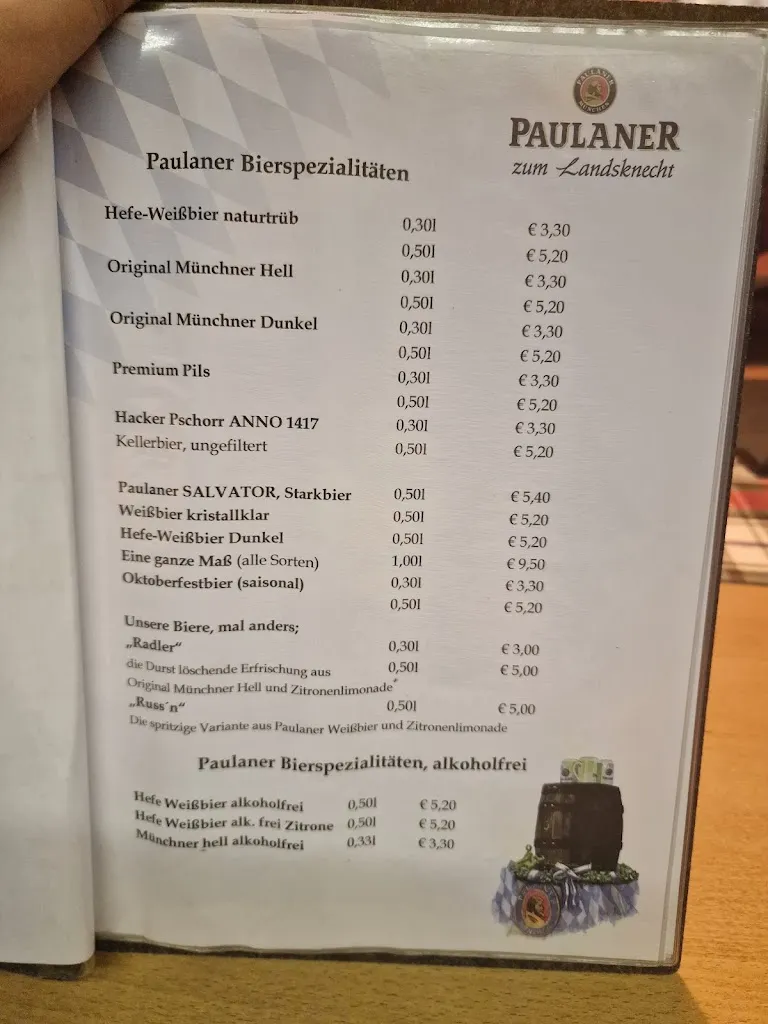 PAULANER
MÜNCHEN
PAULANER
zum Landsknecht
Paulaner Bierspezialitäten
Hefe-Weißbier naturtrüb 0,30l € 3,30
0,50l € 5,20
Original Münchner Hell 0,30l € 3,30
0,50l € 5,20
Original Münchner Dunkel 0,30l € 3,30
0,50l € 5,20
Premium Pils 0,30l € 3,30
0,50l € 5,20
Hacker Pschorr ANNO 1417 0,30l € 3,30
Kellerbier, ungefiltert 0,50l € 5,20
Paulaner SALVATOR, Starkbier 0,50l € 5,40
Weißbier kristallklar 0,50l € 5,20
Hefe-Weißbier Dunkel 0,50l € 5,20
Eine ganze Maß (alle Sorten) 1,00l € 9,50
Oktoberfestbier (saisonal) 0,30l € 3,30
0,50l € 5,20
Unsere Biere, mal anders;
„Radler“ 0,30l € 3,00
die Durst löschende Erfrischung aus 0,50l € 5,00
Original Münchner Hell und Zitronenlimonade*
„Russ´n“ 0,50l € 5,00
Die spritzige Variante aus Paulaner Weißbier und Zitronenlimonade
Paulaner Bierspezialitäten, alkoholfrei
Hefe Weißbier alkoholfrei 0,50l € 5,20
Hefe Weißbier alk. frei Zitrone 0,50l € 5,20
Münchner hell alkoholfrei 0,33l € 3,30